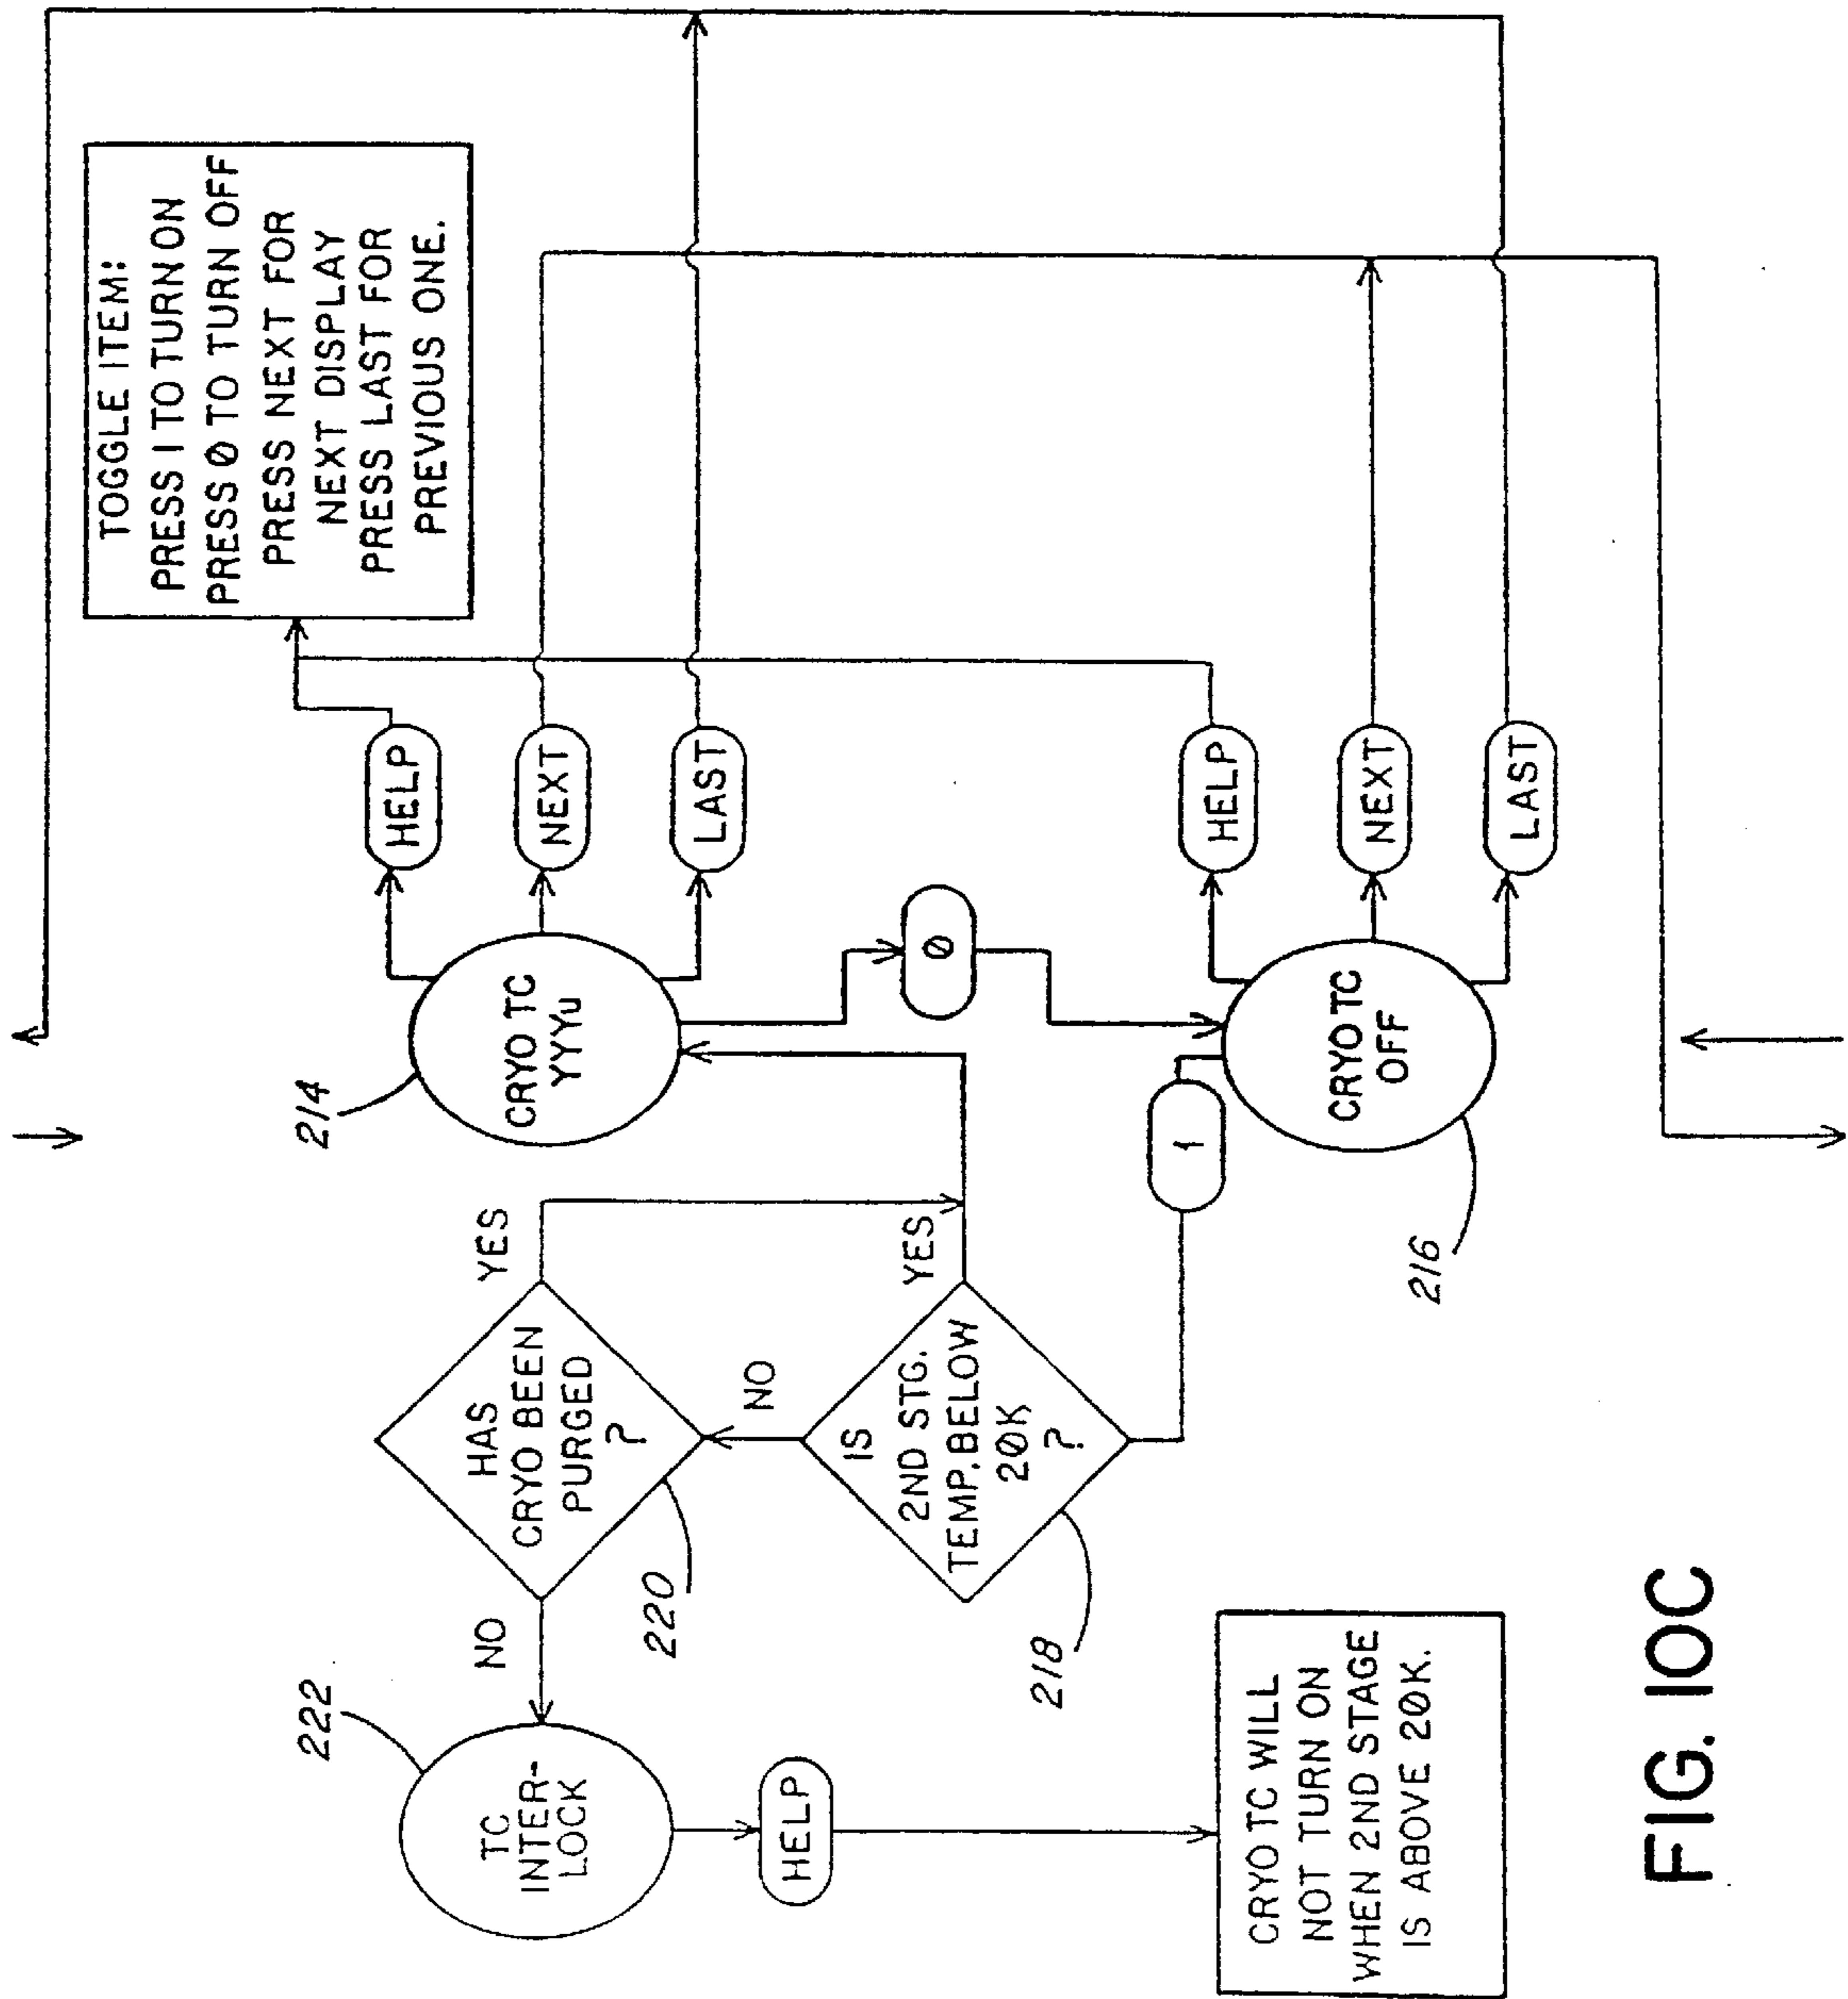 TOGGLE ITEM:
PRESS 1 TO TURN ON
PRESS 0 TO TURN OFF
PRESS NEXT FOR
NEXT DISPLAY
PRESS LAST FOR
PREVIOUS ONE.
HELP
NEXT
LAST
214
CRYO TC
YYYu
0
HELP
NEXT
LAST
CRYO TC
OFF
216
1
YES
HAS
CRYO BEEN
PURGED
?
220
NO
NO
YES
IS
2ND STG.
TEMP. BELOW
20K
?
218
222
TC
INTER-
LOCK
HELP
CRYO TC WILL
NOT TURN ON
WHEN 2ND STAGE
IS ABOVE 20K.
FIG. 10C